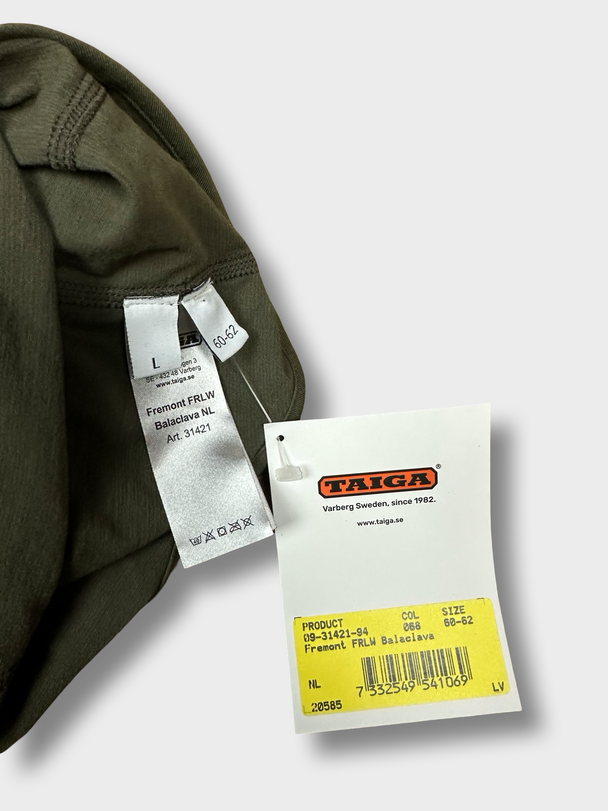 L
60-62
SE - 432 48 Varberg
www.taiga.se
Fremont FRLW
Balaclava NL
Art. 31421
TAIGA®
Varberg Sweden, since 1982.
www.taiga.se
PRODUCT COL SIZE
09-31421-94 068 60-62
Fremont FRLW Balaclava
NL
7 332549 541069
LV
20585